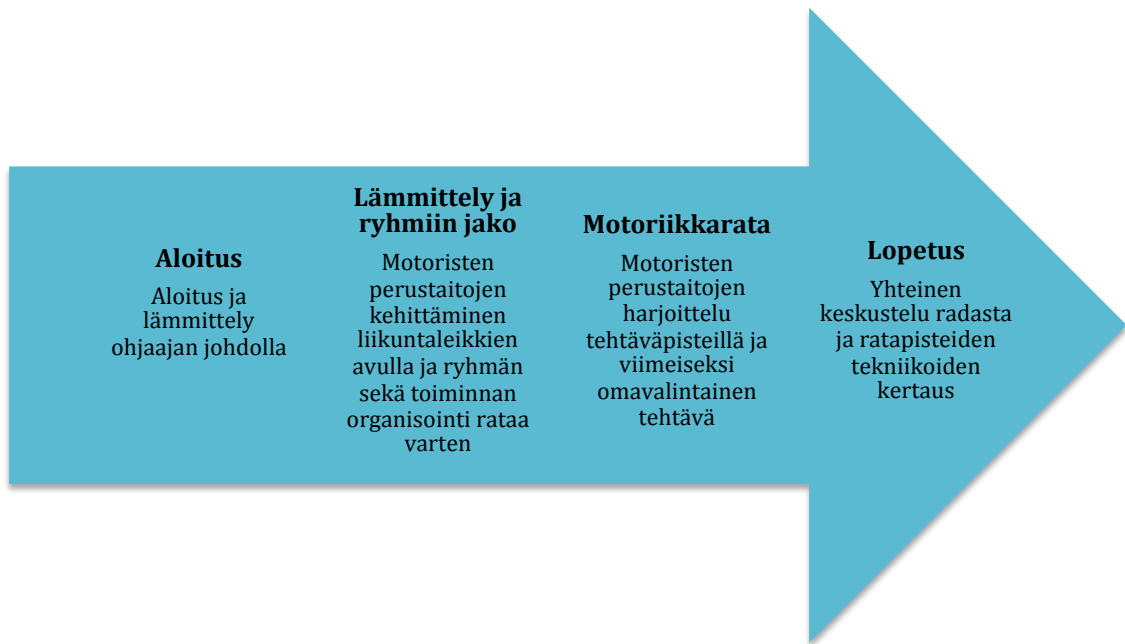 Aloitus
Aloitus ja
lämmittely
ohjaajan johdolla
Lämmittely ja
ryhmiin jako
Motoristen
perustaitojen
kehittäminen
liikuntaleikkien
avulla ja ryhmän
sekä toiminnan
organisointi rataa
varten
Motoriikkarata
Motoristen
perustaitojen
harjoittelu
tehtäväpisteillä ja
viimeiseksi
omavalintainen
tehtävä
Lopetus
Yhteinen
keskustelu radasta
ja ratapisteiden
tekniikoiden
kertaus